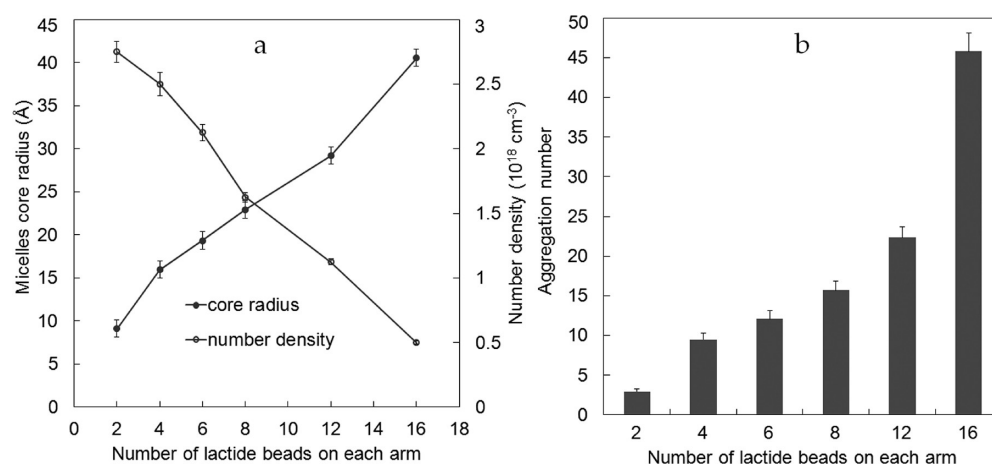 a
45
40
35
30
25
20
15
10
5
0
Micelles core radius (Å)
3
2.5
2
1.5
1
0.5
0
Number density (10¹⁸ cm⁻³)
core radius
number density
0 2 4 6 8 10 12 14 16 18
Number of lactide beads on each arm
b
50
45
40
35
30
25
20
15
10
5
0
Aggregation number
2 4 6 8 12 16
Number of lactide beads on each arm